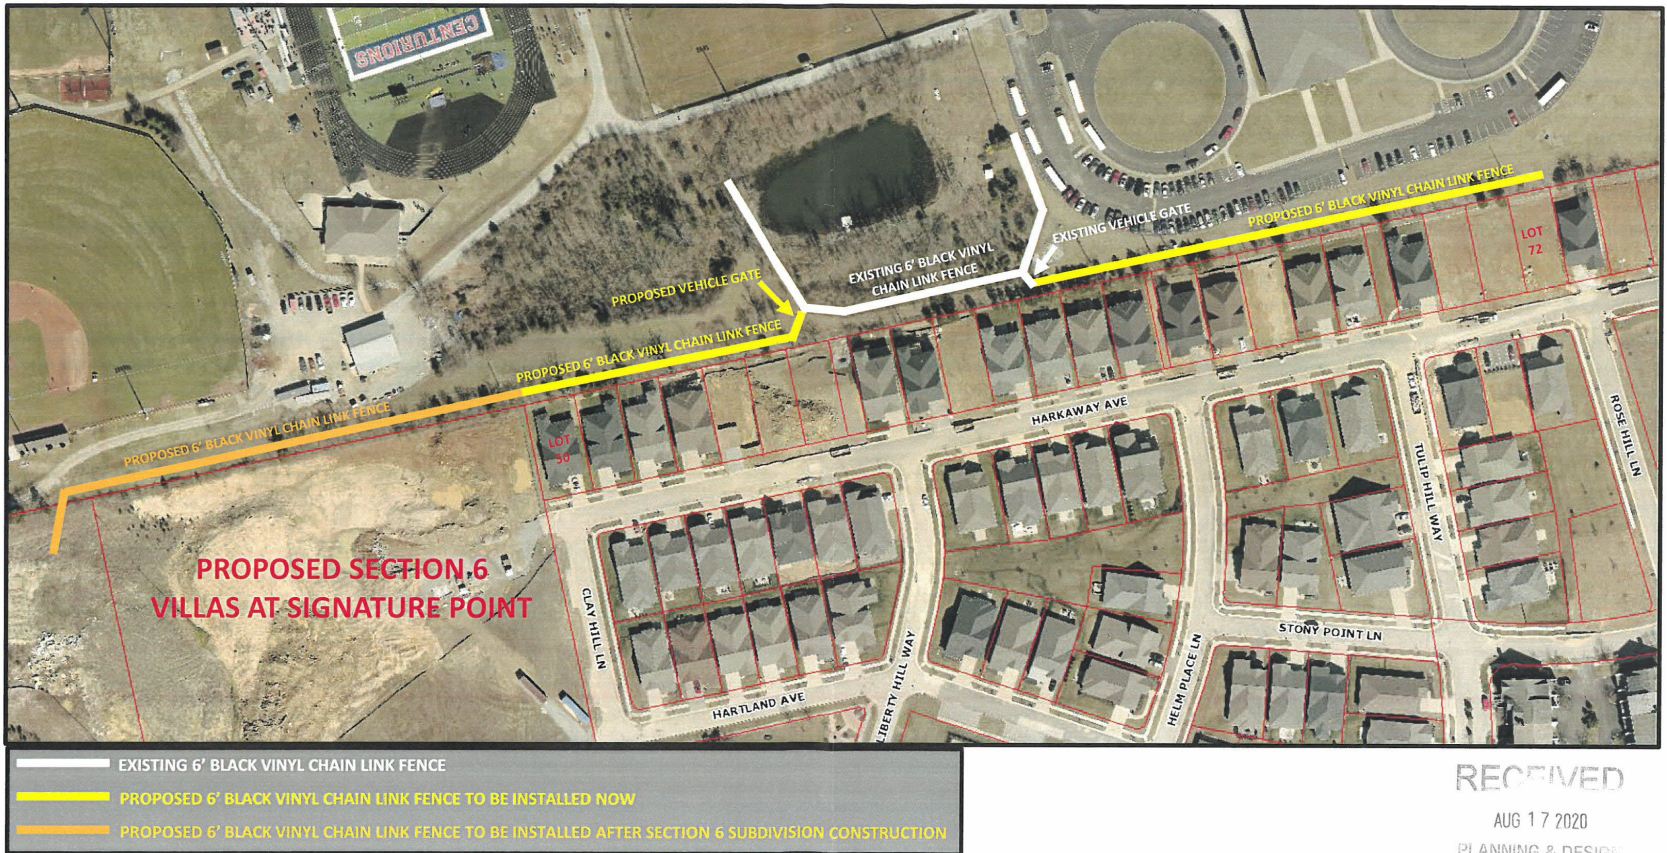 CENTURIONS
PROPOSED 6' BLACK VINYL CHAIN LINK FENCE
EXISTING VEHICLE GATE
LOT
72
EXISTING 6' BLACK VINYL
CHAIN LINK FENCE
PROPOSED VEHICLE GATE
PROPOSED 6' BLACK VINYL CHAIN LINK FENCE
PROPOSED 6' BLACK VINYL CHAIN LINK FENCE
LOT
50
HARKAWAY AVE
ROSE HILL LN
TULIP HILL WAY
PROPOSED SECTION 6
VILLAS AT SIGNATURE POINT
CLAY HILL LN
STONY POINT LN
HELM PLACE LN
LIBERTY HILL WAY
HARTLAND AVE
EXISTING 6' BLACK VINYL CHAIN LINK FENCE
PROPOSED 6' BLACK VINYL CHAIN LINK FENCE TO BE INSTALLED NOW
PROPOSED 6' BLACK VINYL CHAIN LINK FENCE TO BE INSTALLED AFTER SECTION 6 SUBDIVISION CONSTRUCTION
RECEIVED
AUG 17 2020
PLANNING & DESIGN